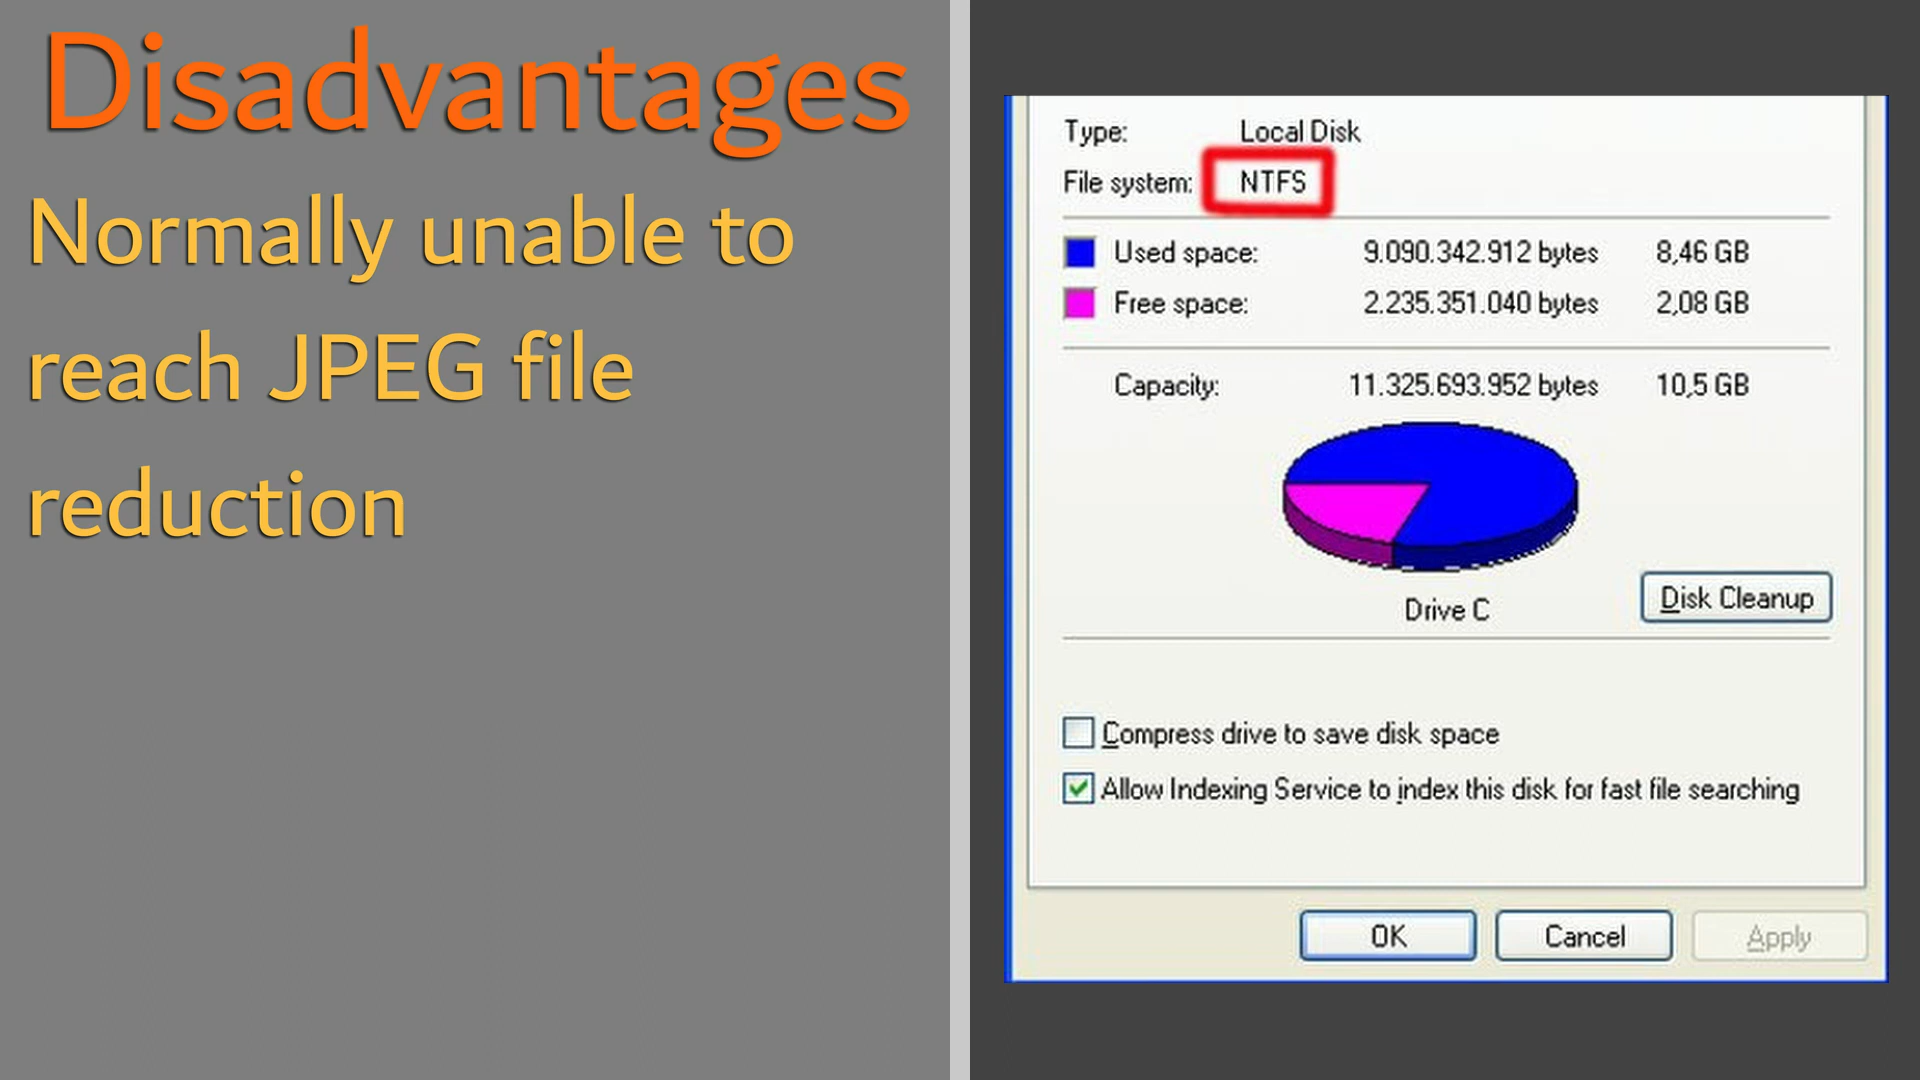 Disadvantages
Normally unable to
reach JPEG file
reduction
Type: Local Disk
File system: NTFS
Used space: 9.090.342.912 bytes 8,46 GB
Free space: 2.235.351.040 bytes 2,08 GB
Capacity: 11.325.693.952 bytes 10,5 GB
Drive C
Disk Cleanup
Compress drive to save disk space
Allow Indexing Service to index this disk for fast file searching
OK Cancel Apply